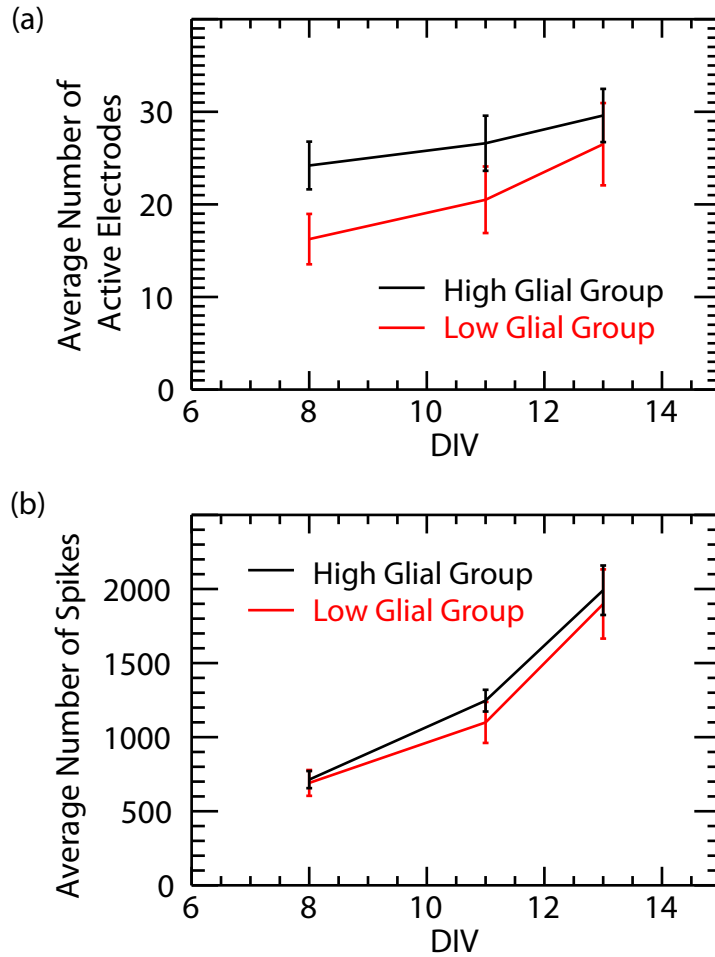 (a)
Average Number of
Active Electrodes
30
20
10
0
High Glial Group
Low Glial Group
6 8 10 12 14
DIV
(b)
Average Number of Spikes
2000
1500
1000
500
0
High Glial Group
Low Glial Group
6 8 10 12 14
DIV